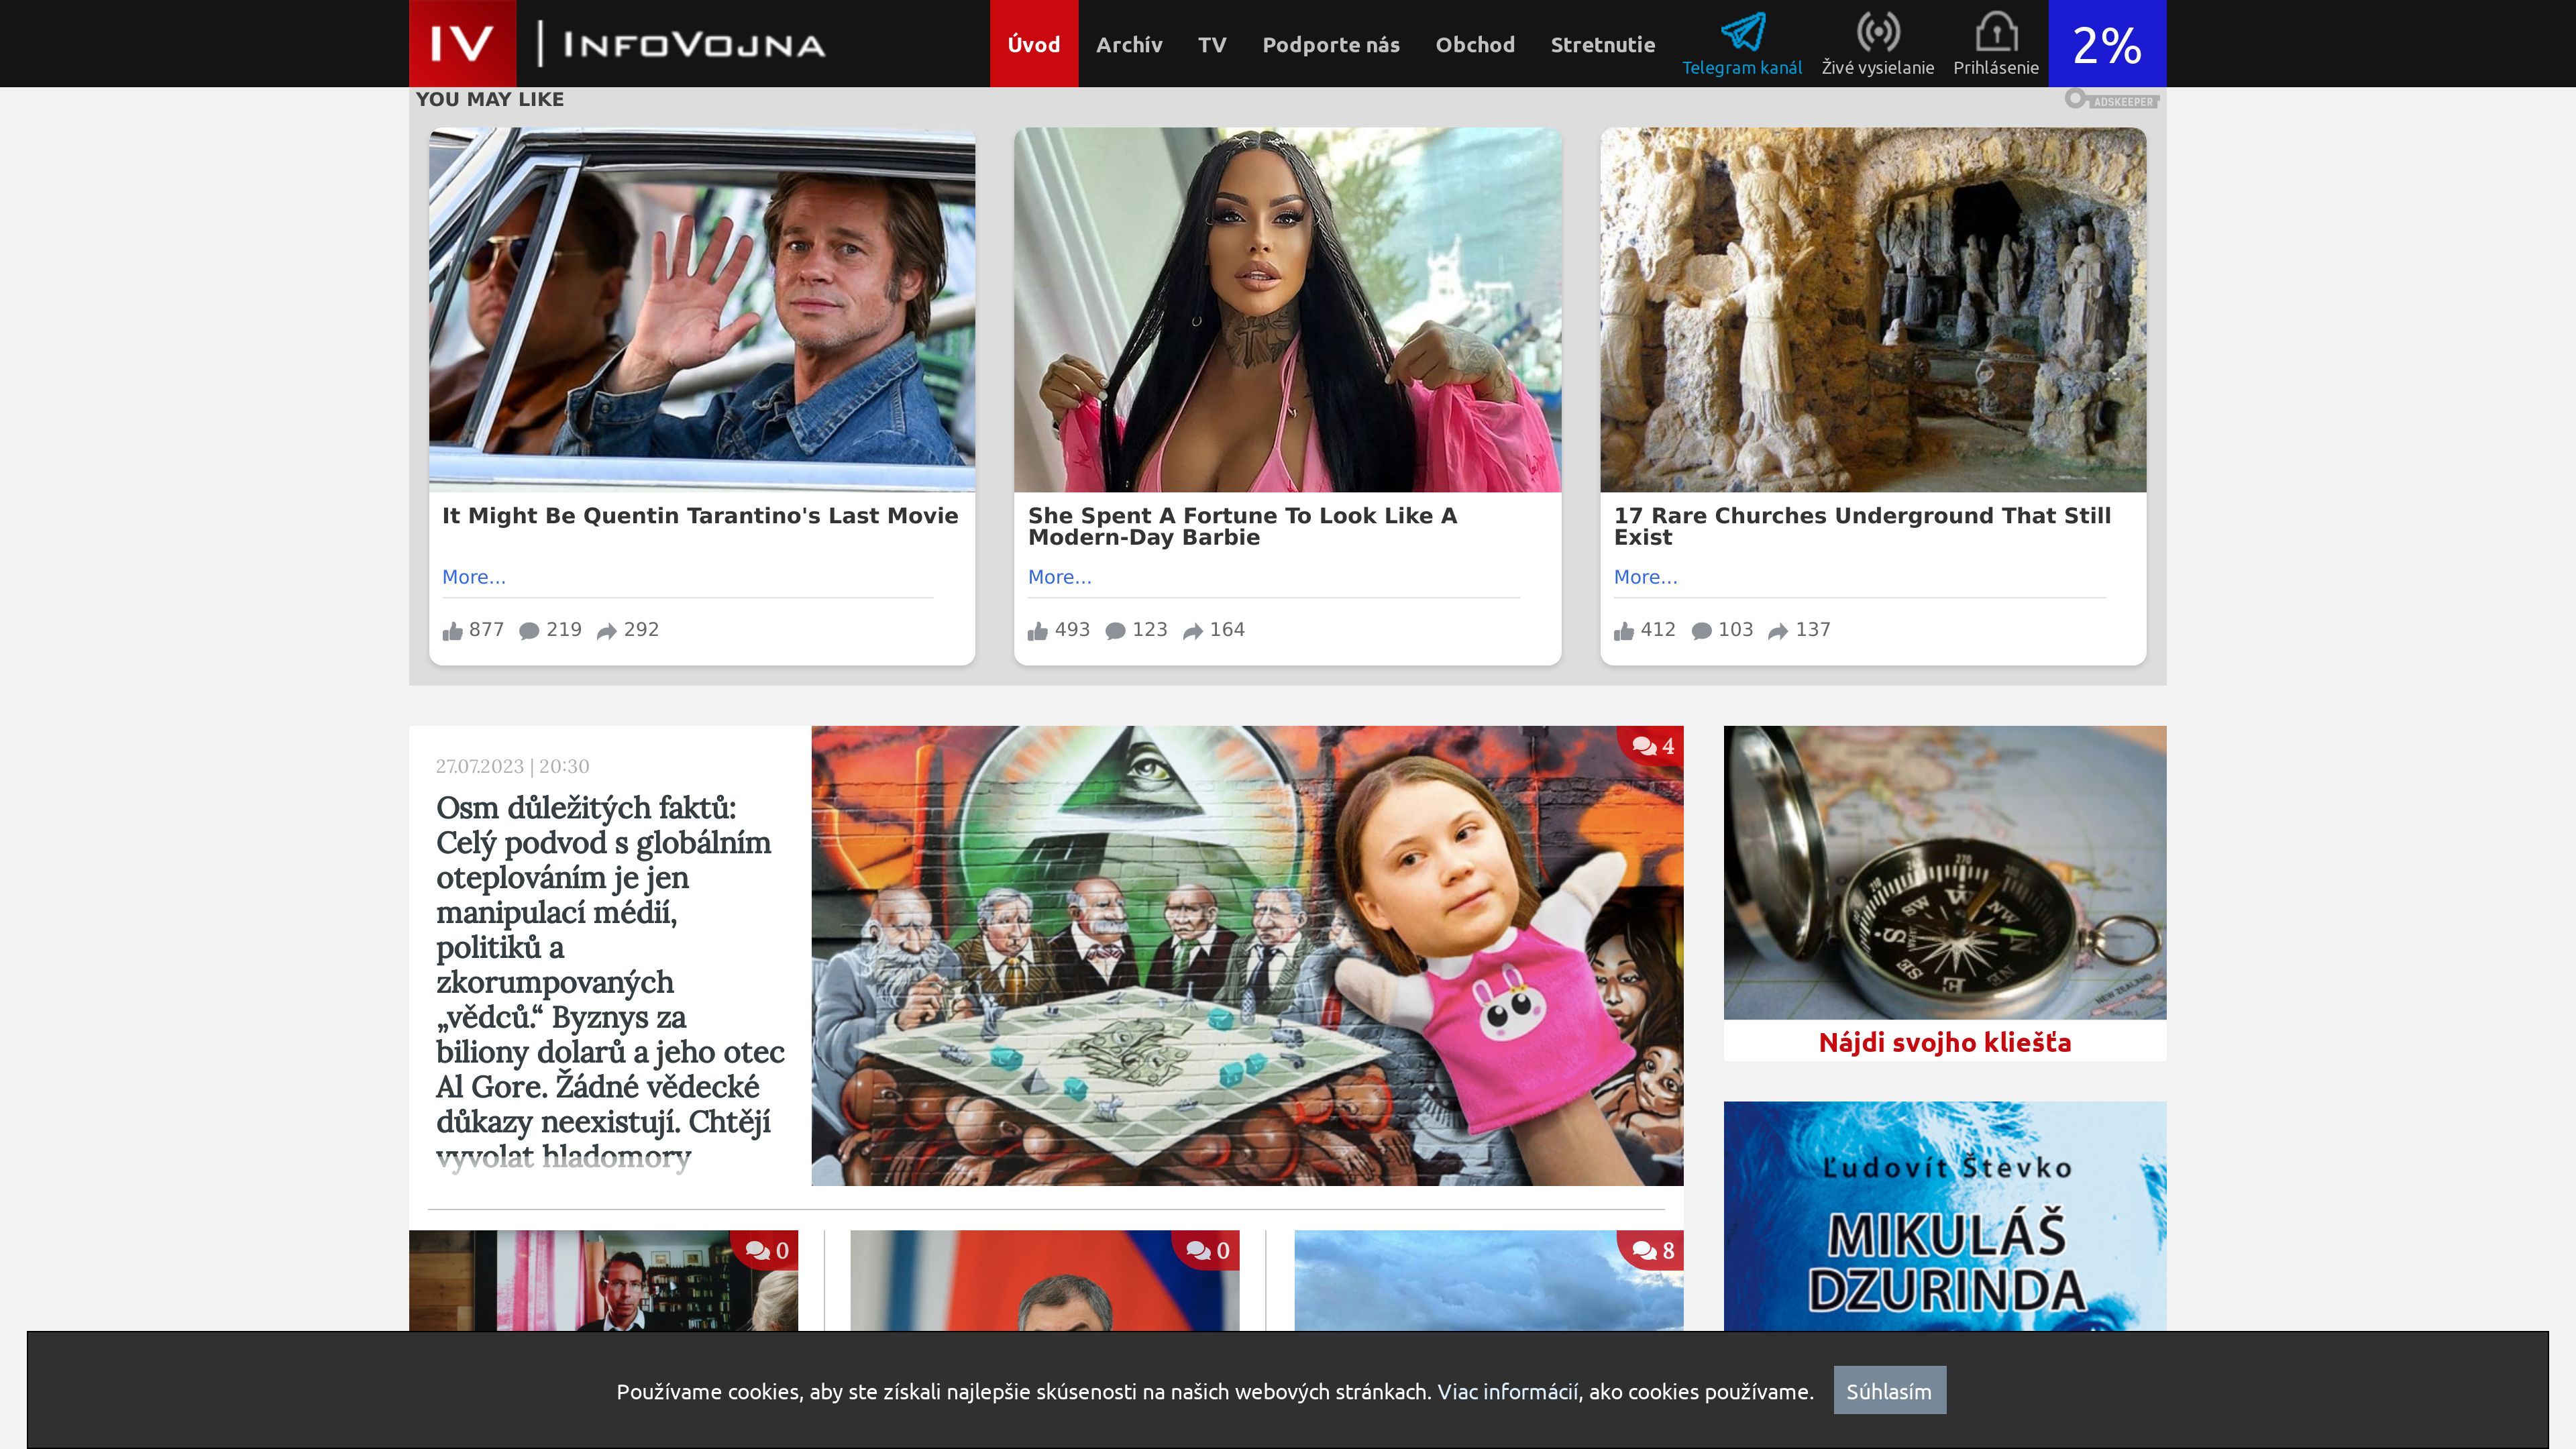 IV | INFOVOJNA
Úvod
Archív
TV
Podporte nás
Obchod
Stretnutie
Telegram kanál
Živé vysielanie
Prihlásenie
2%
YOU MAY LIKE
ADSKEEPER
It Might Be Quentin Tarantino's Last Movie
More...
877 219 292
She Spent A Fortune To Look Like A
Modern-Day Barbie
More...
493 123 164
17 Rare Churches Underground That Still
Exist
More...
412 103 137
27.07.2023 | 20:30
Osm důležitých faktů:
Celý podvod s globálním
oteplováním je jen
manipulací médií,
politiků a
zkorumpovaných
„vědců.“ Byznys za
biliony dolarů a jeho otec
Al Gore. Žádné vědecké
důkazy neexistují. Chtějí
vyvolat hladomory
4
NEW ZEALAND
Nájdi svojho kliešťa
Ľudovít Števko
MIKULÁŠ
DZURINDA
0
0
8
Používame cookies, aby ste získali najlepšie skúsenosti na našich webových stránkach. Viac informácií, ako cookies používame.
Súhlasím